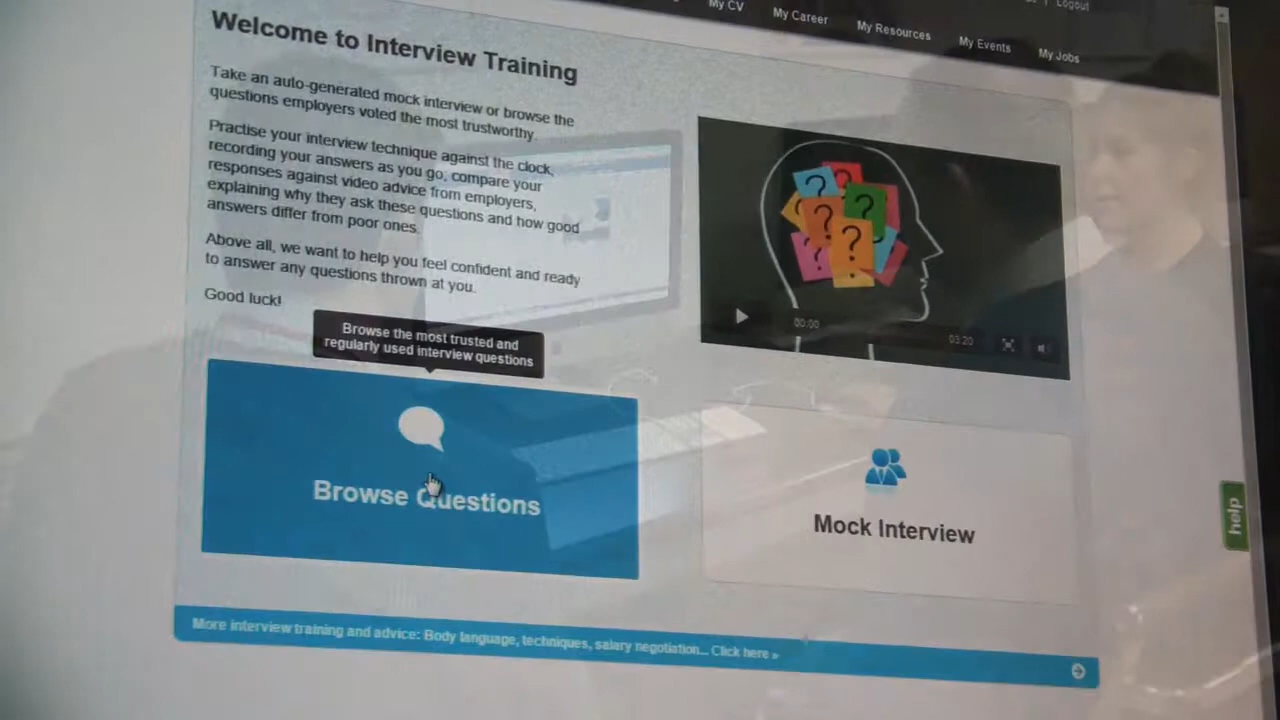 Logout
My CV
My Career
My Resources
My Events
My Jobs
Welcome to Interview Training
Take an auto-generated mock interview or browse the
questions employers voted the most trustworthy.
Practise your interview technique against the clock,
recording your answers as you go, compare your
responses against video advice from employers,
explaining why they ask these questions and how good
answers differ from poor ones.
Above all, we want to help you feel confident and ready
to answer any questions thrown at you.
Good luck!
? ? ? ? ? ?
00:00
03:20
Browse the most trusted and
regularly used interview questions
Browse Questions
Mock Interview
help
More interview training and advice: Body language, techniques, salary negotiation... Click here »